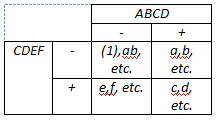 ABCD
- +
CDEF - (1),ab, a,b,
etc. etc.
+ e,f, etc. c,d,
etc.